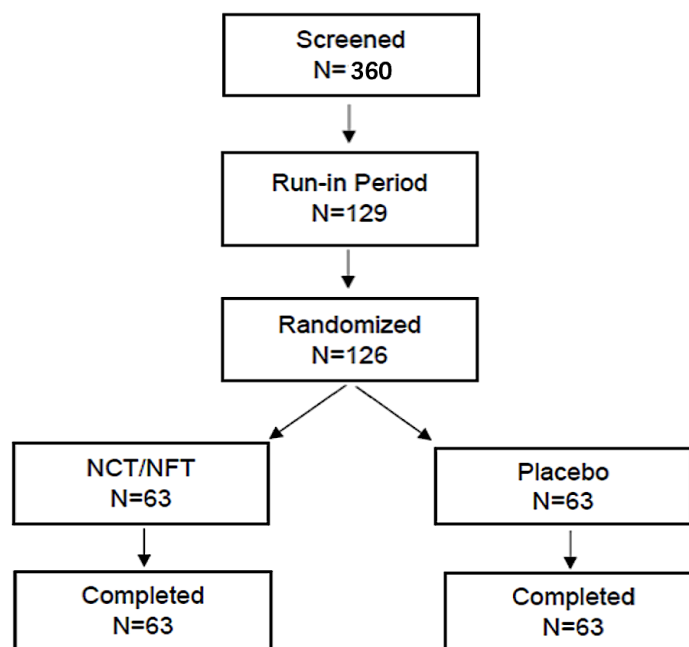 Screened
N= 360
Run-in Period
N=129
Randomized
N=126
NCT/NFT
N=63
Placebo
N=63
Completed
N=63
Completed
N=63